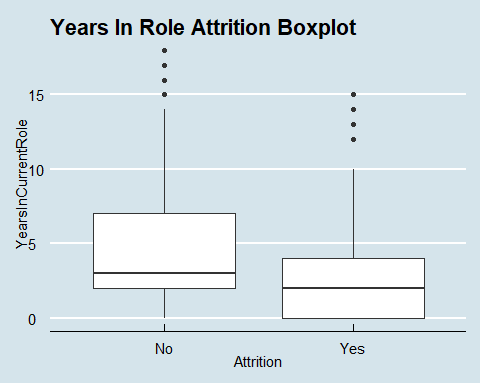 Years In Role Attrition Boxplot
YearsInCurrentRole
15
10
5
0
No
Yes
Attrition